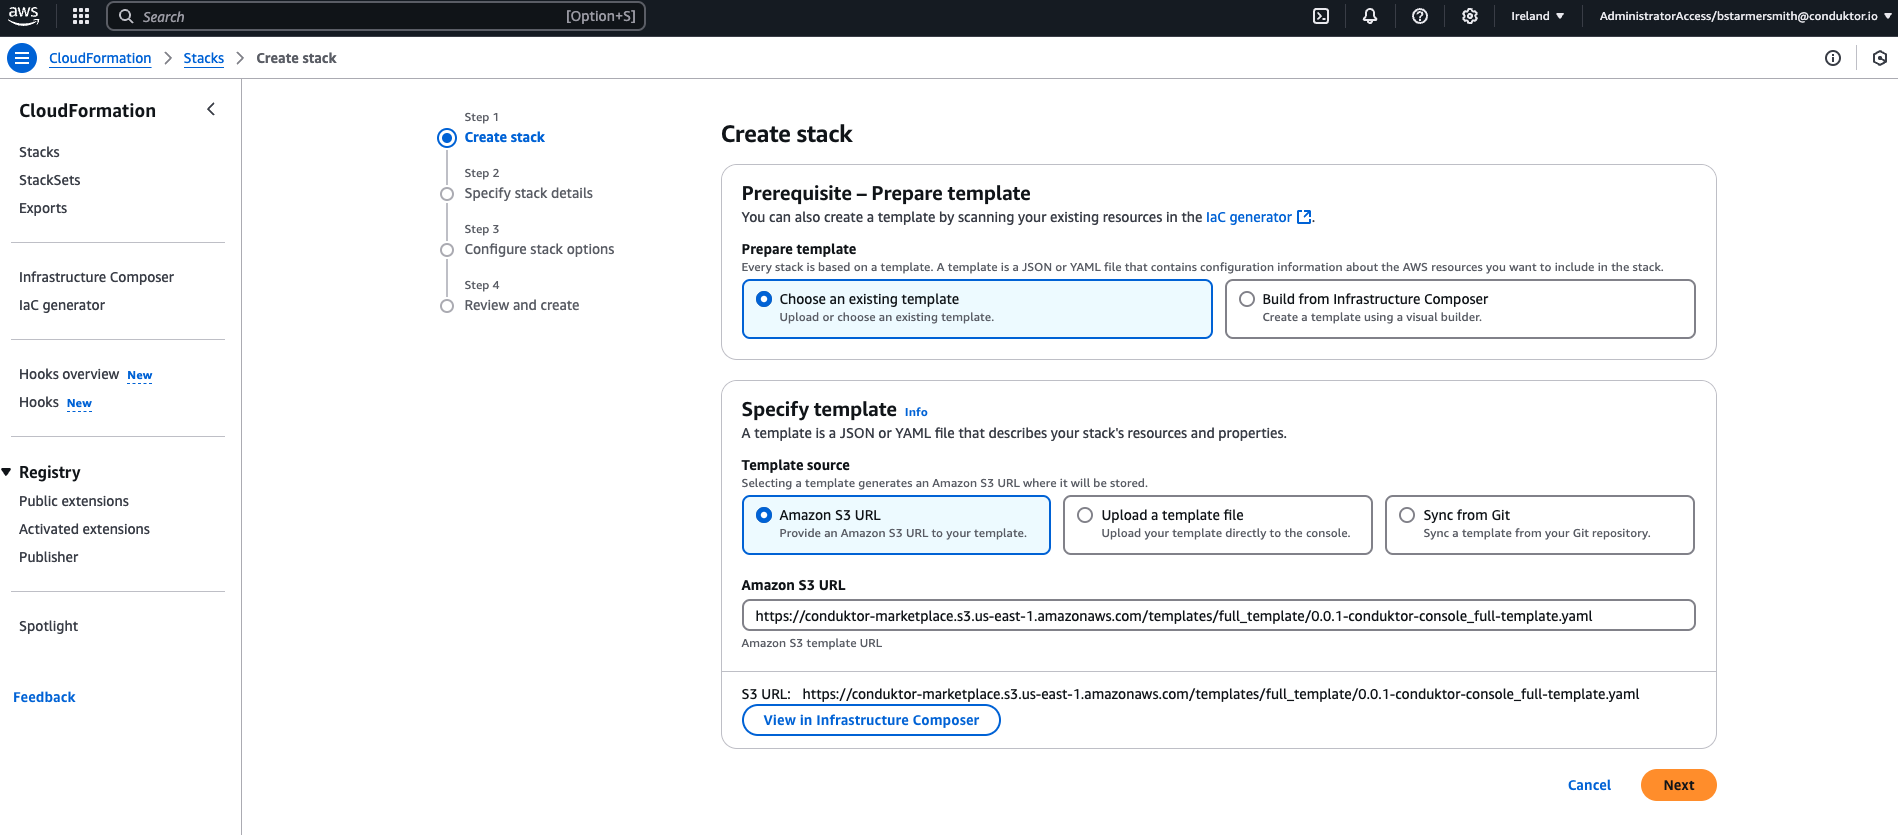 aws
Search
[Option+S]
Ireland
AdministratorAccess/bstarmersmith@conduktor.io
CloudFormation
Stacks
Create stack
CloudFormation
Stacks
StackSets
Exports
Infrastructure Composer
IaC generator
Hooks overview New
Hooks New
Registry
Public extensions
Activated extensions
Publisher
Spotlight
Feedback
Step 1
Create stack
Step 2
Specify stack details
Step 3
Configure stack options
Step 4
Review and create
Create stack
Prerequisite – Prepare template
You can also create a template by scanning your existing resources in the IaC generator.
Prepare template
Every stack is based on a template. A template is a JSON or YAML file that contains configuration information about the AWS resources you want to include in the stack.
Choose an existing template
Upload or choose an existing template.
Build from Infrastructure Composer
Create a template using a visual builder.
Specify template Info
A template is a JSON or YAML file that describes your stack's resources and properties.
Template source
Selecting a template generates an Amazon S3 URL where it will be stored.
Amazon S3 URL
Provide an Amazon S3 URL to your template.
Upload a template file
Upload your template directly to the console.
Sync from Git
Sync a template from your Git repository.
Amazon S3 URL
https://conduktor-marketplace.s3.us-east-1.amazonaws.com/templates/full_template/0.0.1-conduktor-console_full-template.yaml
Amazon S3 template URL
S3 URL: https://conduktor-marketplace.s3.us-east-1.amazonaws.com/templates/full_template/0.0.1-conduktor-console_full-template.yaml
View in Infrastructure Composer
Cancel
Next